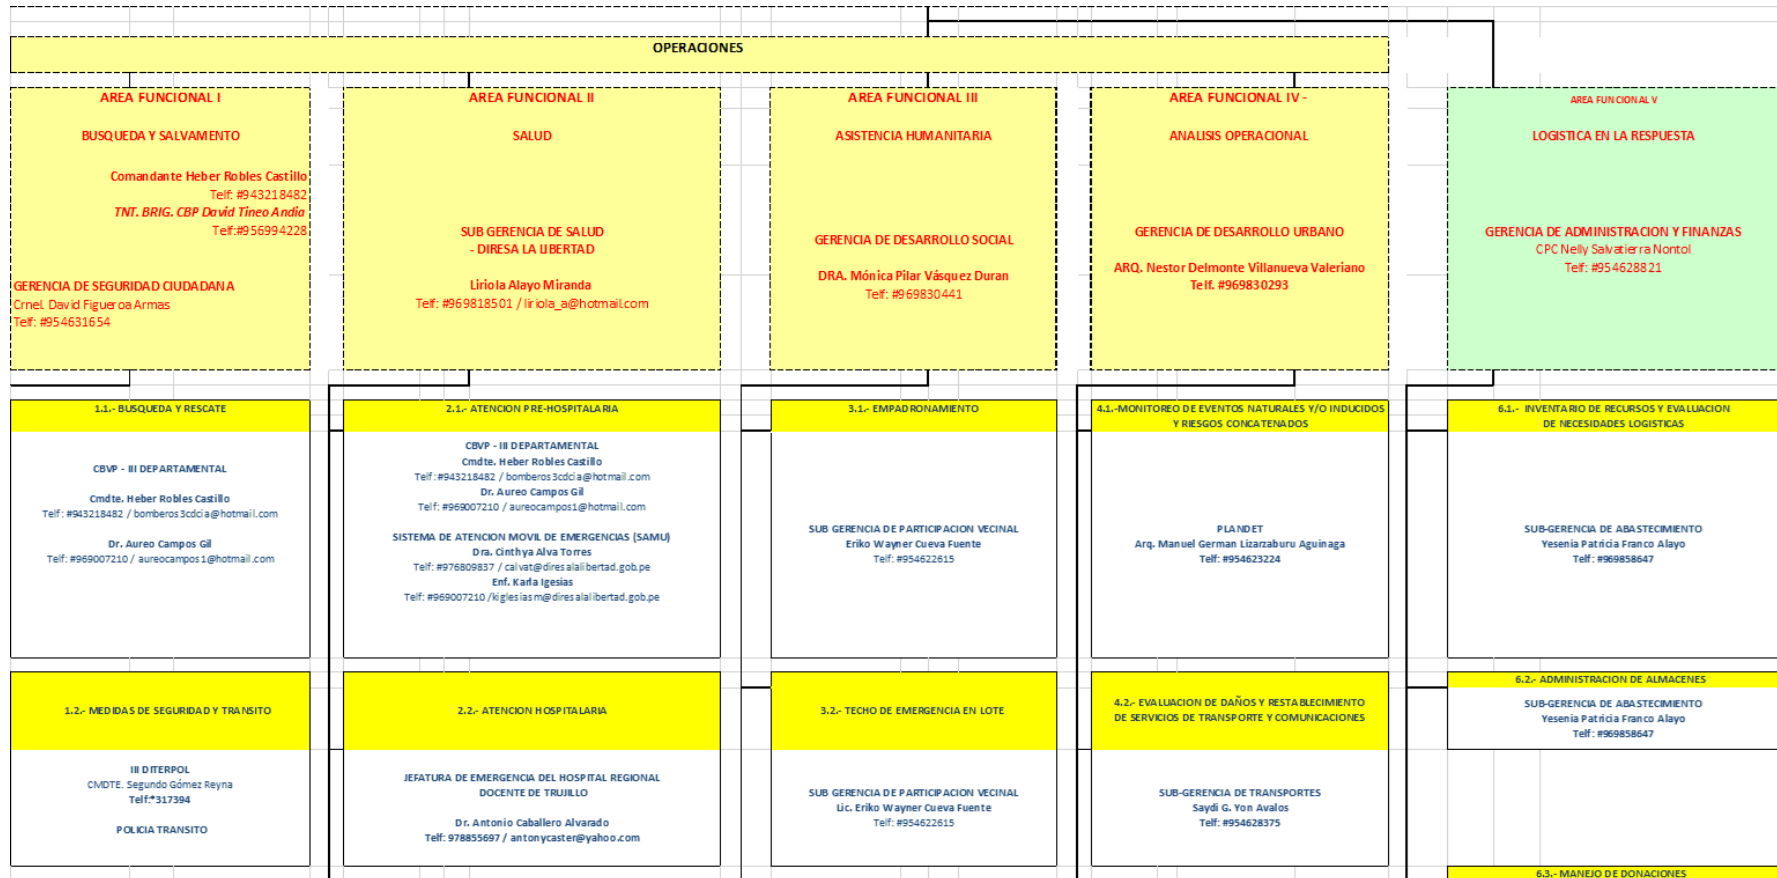 OPERACIONES
AREA FUNCIONAL I
BUSQUEDA Y SALVAMENTO
Comandante Heber Robles Castillo
Telf: #943218482
TNT. BRIG. CBP David Tineo Andia
Telf:#956994228
GERENCIA DE SEGURIDAD CIUDADANA
Crnel. David Figueroa Armas
Telf: #954631654
AREA FUNCIONAL II
SALUD
SUB GERENCIA DE SALUD
- DIRESA LA LIBERTAD
Liriola Alayo Miranda
Telf: #969818501 / liriola_a@hotmail.com
AREA FUNCIONAL III
ASISTENCIA HUMANITARIA
GERENCIA DE DESARROLLO SOCIAL
DRA. Mónica Pilar Vásquez Duran
Telf: #969830441
AREA FUNCIONAL IV -
ANALISIS OPERACIONAL
GERENCIA DE DESARROLLO URBANO
ARQ. Nestor Delmonte Villanueva Valeriano
Telf. #969830293
AREA FUNCIONAL V
LOGISTICA EN LA RESPUESTA
GERENCIA DE ADMINISTRACION Y FINANZAS
CPC Nelly Salvatierra Nontol
Telf: #954628821
1.1.- BUSQUEDA Y RESCATE
CBVP - III DEPARTAMENTAL
Cmdte. Heber Robles Castillo
Telf: #943218482 / bomberos3cdcia@hotmail.com
Dr. Aureo Campos Gil
Telf: #969007210 / aureocampos1@hotmail.com
2.1.- ATENCION PRE-HOSPITALARIA
CBVP - III DEPARTAMENTAL
Cmdte. Heber Robles Castillo
Telf: #943218482 / bomberos3cdcia@hotmail.com
Dr. Aureo Campos Gil
Telf: #969007210 / aureocampos1@hotmail.com
SISTEMA DE ATENCION MOVIL DE EMERGENCIAS (SAMU)
Dra. Cinthya Alva Torres
Telf: #976809837 / calvat@diresalalibertad.gob.pe
Enf. Karla Igesias
Telf: #969007210 /kiglesiasm@diresalalibertad.gob.pe
3.1.- EMPADRONAMIENTO
SUB GERENCIA DE PARTICIPACION VECINAL
Eriko Wayner Cueva Fuente
Telf: #954622615
4.1.-MONITOREO DE EVENTOS NATURALES Y/O INDUCIDOS
Y RIESGOS CONCATENADOS
PLANDET
Arq. Manuel German Lizarzaburu Aguinaga
Telf: #954623224
6.1.- INVENTARIO DE RECURSOS Y EVALUACION
DE NECESIDADES LOGISTICAS
SUB-GERENCIA DE ABASTECIMIENTO
Yesenia Patricia Franco Alayo
Telf: #969858647
1.2.- MEDIDAS DE SEGURIDAD Y TRANSITO
III DITERPOL
CMDTE. Segundo Gómez Reyna
Telf:*317394
POLICIA TRANSITO
2.2.- ATENCION HOSPITALARIA
JEFATURA DE EMERGENCIA DEL HOSPITAL REGIONAL
DOCENTE DE TRUJILLO
Dr. Antonio Caballero Alvarado
Telf: 978855697 / antonycaster@yahoo.com
3.2.- TECHO DE EMERGENCIA EN LOTE
SUB GERENCIA DE PARTICIPACION VECINAL
Lic. Eriko Wayner Cueva Fuente
Telf: #954622615
4.2.- EVALUACION DE DAÑOS Y RESTABLECIMIENTO
DE SERVICIOS DE TRANSPORTE Y COMUNICACIONES
SUB-GERENCIA DE TRANSPORTES
Saydi G. Yon Avalos
Telf: #954628375
6.2.- ADMINISTRACION DE ALMACENES
SUB-GERENCIA DE ABASTECIMIENTO
Yesenia Patricia Franco Alayo
Telf: #969858647
6.3.- MANEJO DE DONACIONES